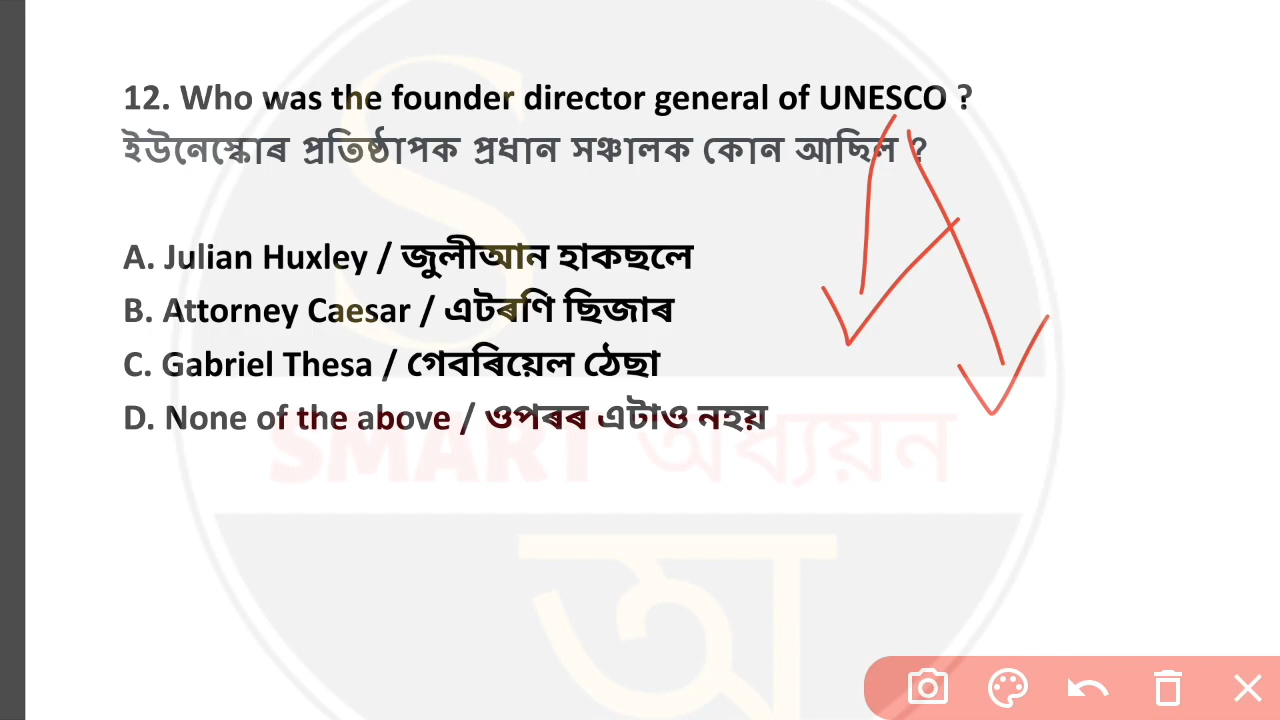 12. Who was the founder director general of UNESCO ?
ইউনেস্কোৰ প্ৰতিষ্ঠাপক প্ৰধান সঞ্চালক কোন আছিল ?
A. Julian Huxley / জুলীআন হাকছলে
B. Attorney Caesar / এটৰণি ছিজাৰ
C. Gabriel Thesa / গেবৰিয়েল ঠেছা
D. None of the above / ওপৰৰ এটাও নহয়
SMART অধ্যয়ন
S
অ
A